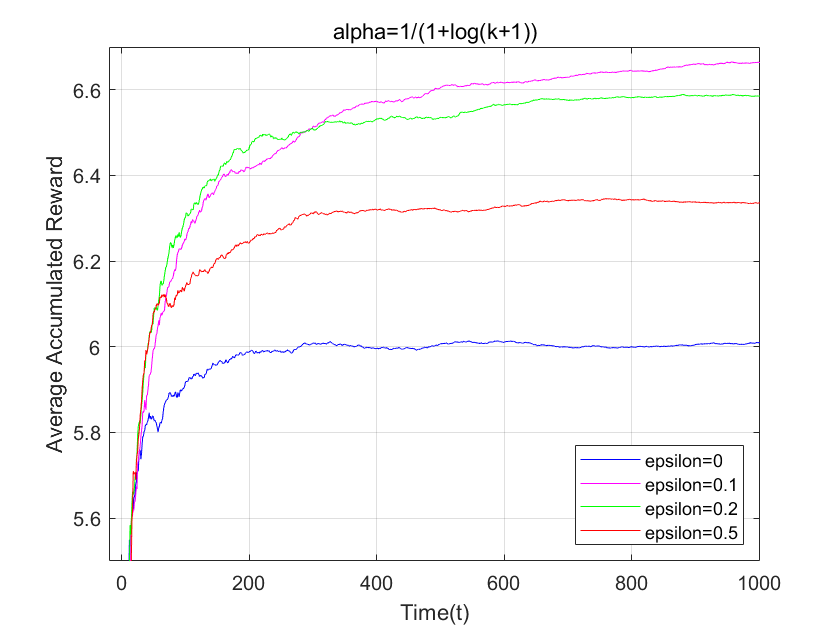 alpha=1/(1+log(k+1))
Average Accumulated Reward
6.6
6.4
6.2
6
5.8
5.6
epsilon=0
epsilon=0.1
epsilon=0.2
epsilon=0.5
0 200 400 600 800 1000
Time(t)